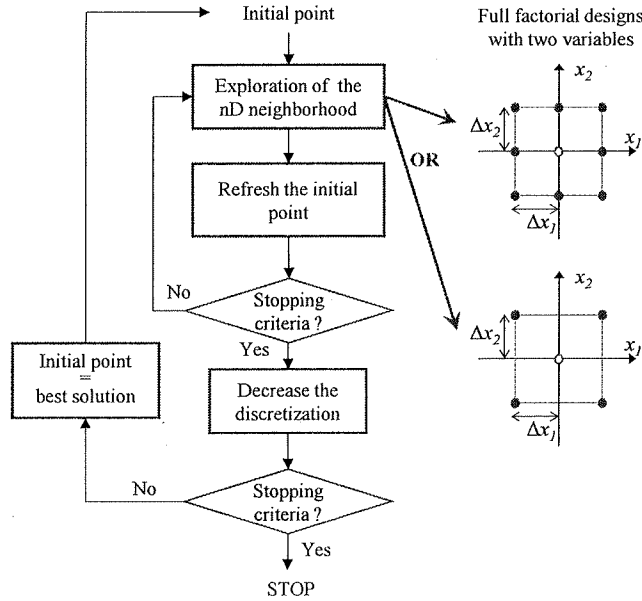 Initial point
Exploration of the
nD neighborhood
Refresh the initial
point
No
Stopping
criteria ?
Yes
Initial point
=
best solution
Decrease the
discretization
No
Stopping
criteria ?
Yes
STOP
OR
Full factorial designs
with two variables
x2
Δx2
x1
Δx1
x2
Δx2
x1
Δx1